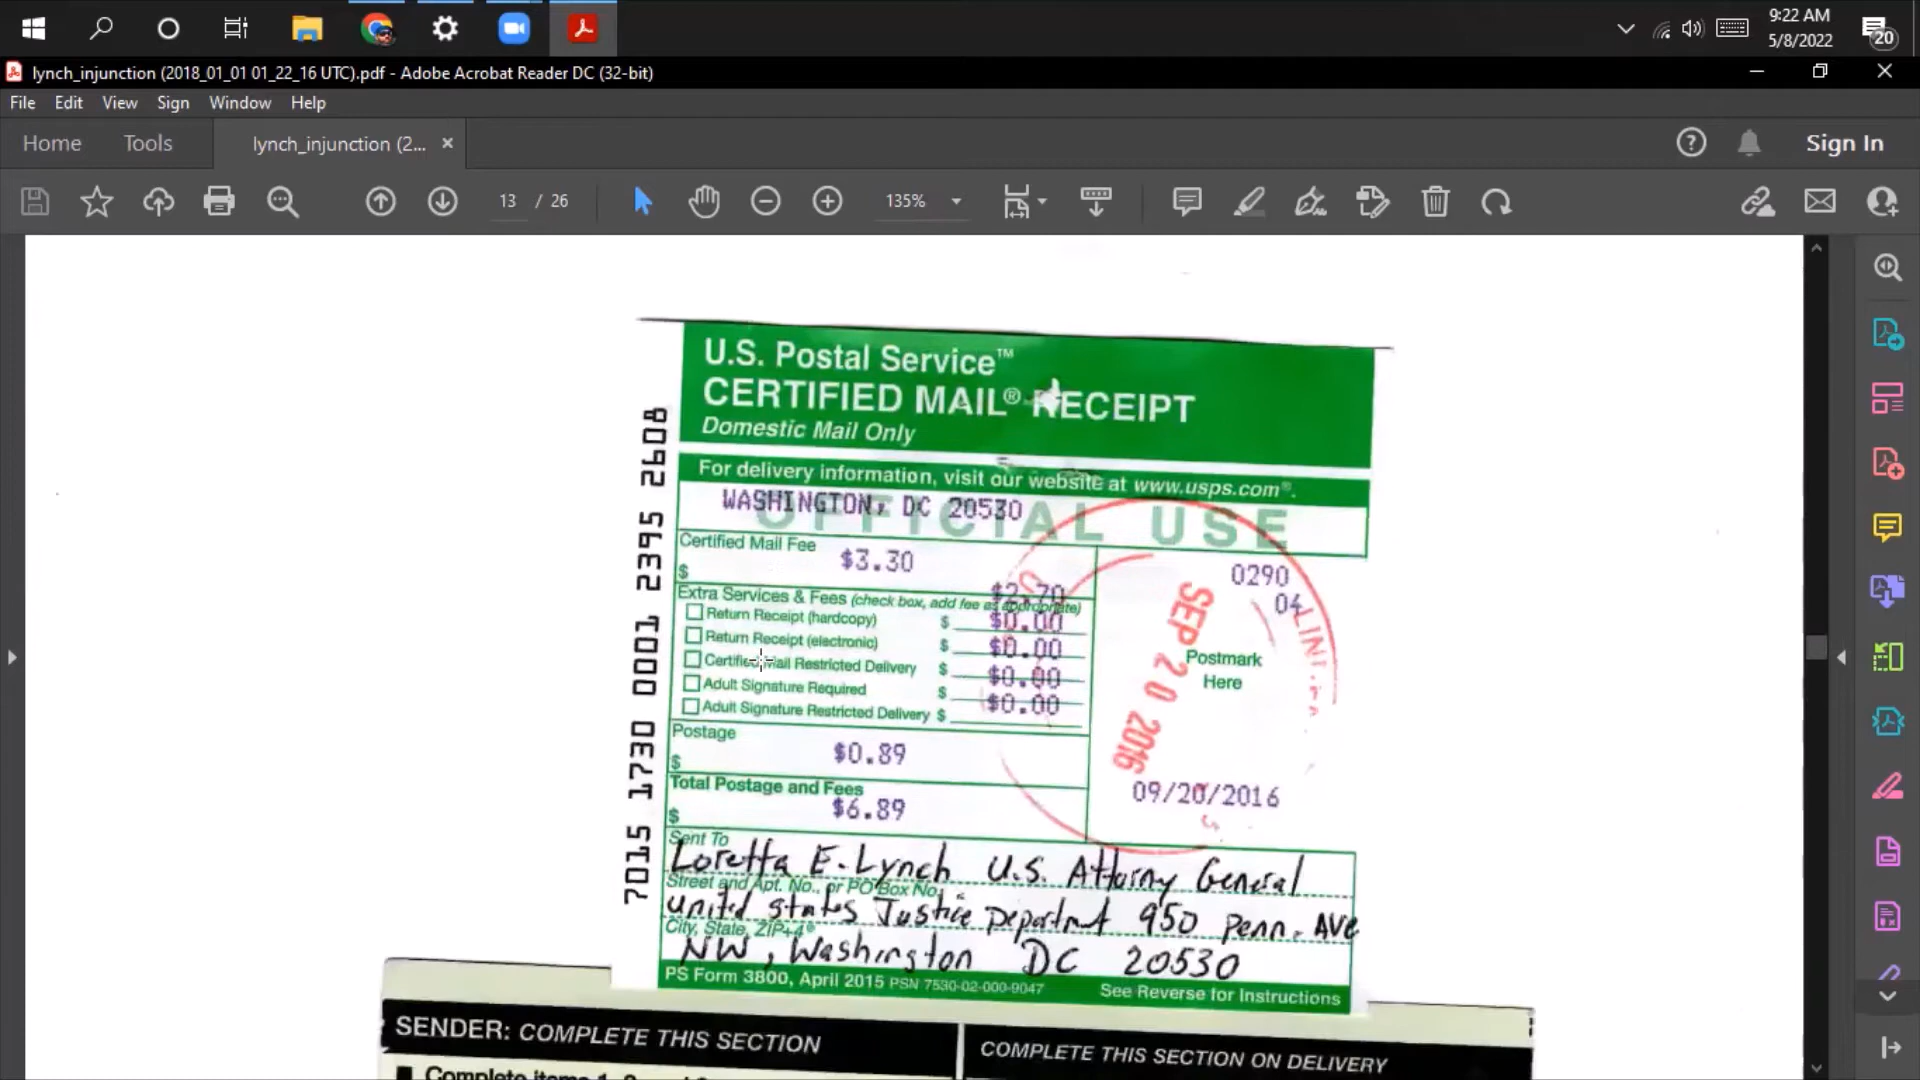 9:22 AM
5/8/2022
20
lynch_injunction (2018_01_01 01_22_16 UTC).pdf - Adobe Acrobat Reader DC (32-bit)
File Edit View Sign Window Help
Home Tools lynch_injunction (2... × Sign In
13 / 26 135%
U.S. Postal Service™
CERTIFIED MAIL® RECEIPT
Domestic Mail Only
For delivery information, visit our website at www.usps.com®.
WASHINGTON, DC 20530
OFFICIAL USE
Certified Mail Fee
$ $3.30
0290
04
$2.70
Extra Services & Fees (check box, add fee as appropriate)
Return Receipt (hardcopy) $ $0.00
Return Receipt (electronic) $ $0.00
Certified Mail Restricted Delivery $ $0.00
Adult Signature Required $ $0.00
Adult Signature Restricted Delivery $
Postmark
Here
SEP 20 2016
Postage
$ $0.89
Total Postage and Fees
$ $6.89
09/20/2016
Sent To
Loretta E. Lynch U.S. Attorny General
Street and Apt. No., or PO Box No.
United States Justice Departmt 950 Penn. Ave
City, State, ZIP+4®
NW, Washington DC 20530
PS Form 3800, April 2015 PSN 7530-02-000-9047 See Reverse for Instructions
7015 1730 0001 2395 2608
SENDER: COMPLETE THIS SECTION
COMPLETE THIS SECTION ON DELIVERY
Complete items 1,